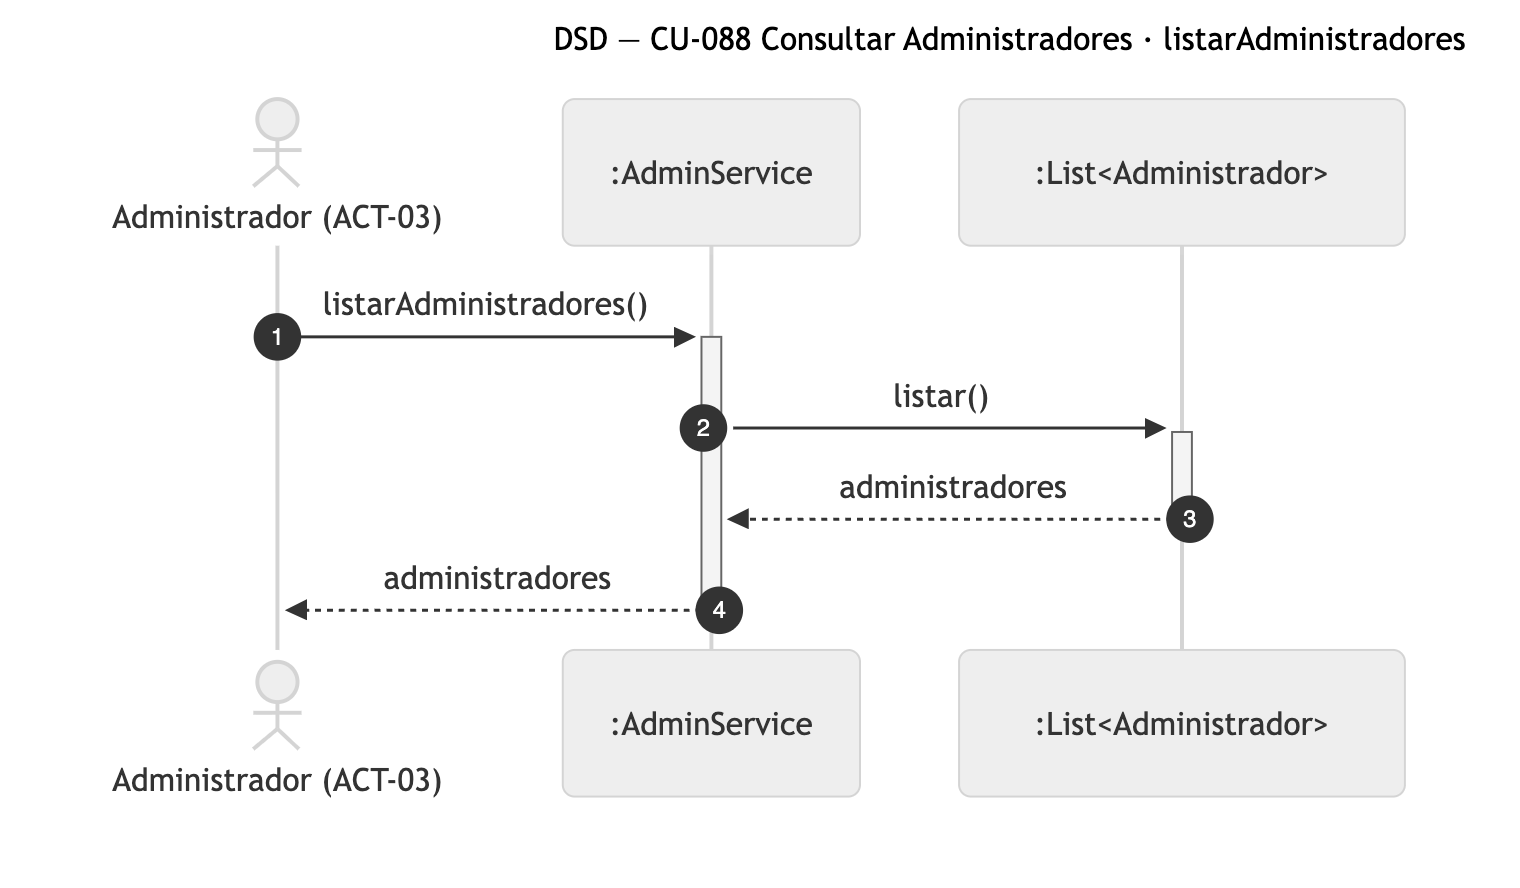 DSD — CU-088 Consultar Administradores · listarAdministradores
Administrador (ACT-03)
:AdminService
:List<Administrador>
listarAdministradores()
1
listar()
2
administradores
3
administradores
4
Administrador (ACT-03)
:AdminService
:List<Administrador>